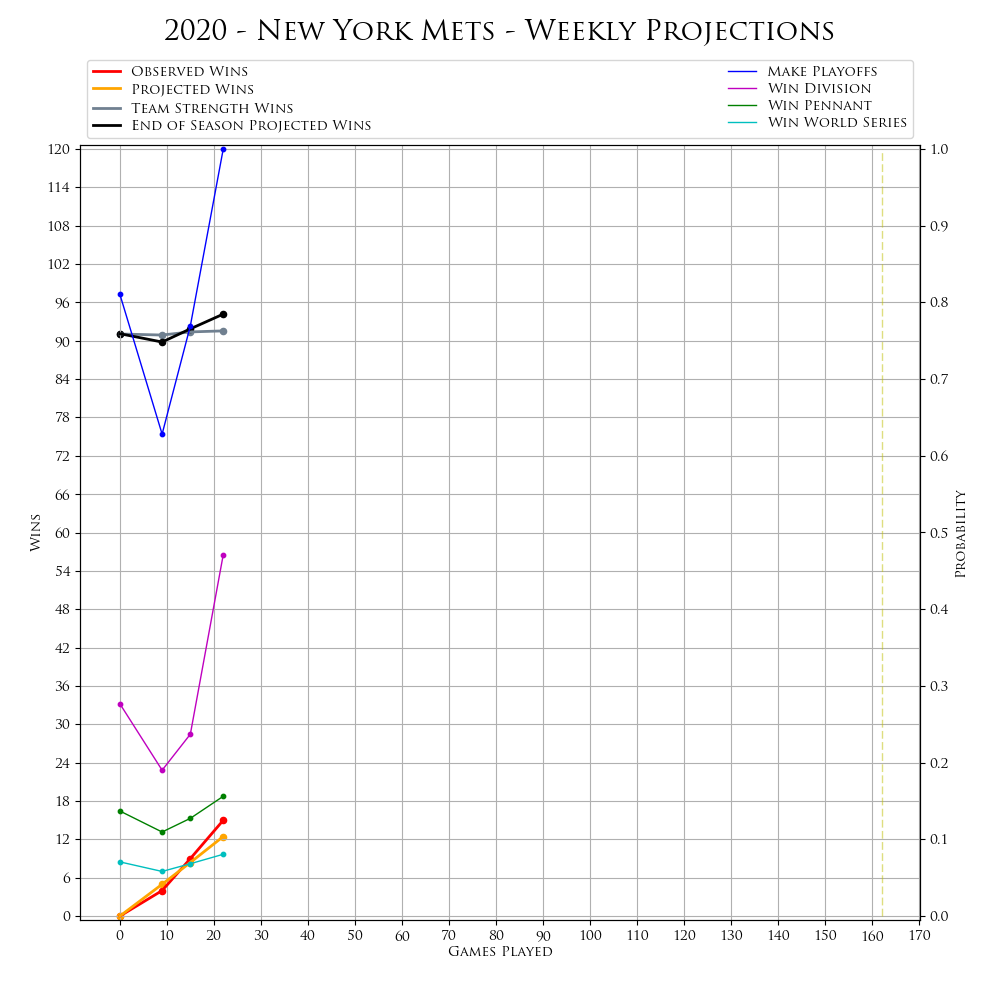 2020 - New York Mets - Weekly Projections
Observed Wins
Projected Wins
Team Strength Wins
End of Season Projected Wins
Make Playoffs
Win Division
Win Pennant
Win World Series
120
114
108
102
96
90
84
78
72
66
60
54
48
42
36
30
24
18
12
6
0
Wins
1.0
0.9
0.8
0.7
0.6
0.5
0.4
0.3
0.2
0.1
0.0
Probability
0 10 20 30 40 50 60 70 80 90 100 110 120 130 140 150 160 170
Games Played